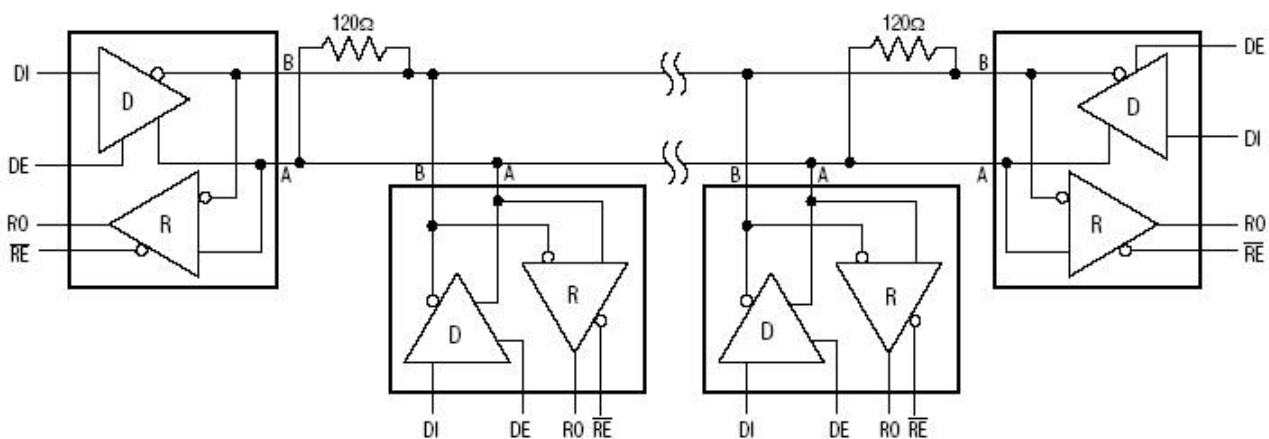 120Ω 120Ω
DI D B B D DE
DI
DE A B A B A A
RO R R RO
RE RE
R R
D D
DI DE RO RE DI DE RO RE